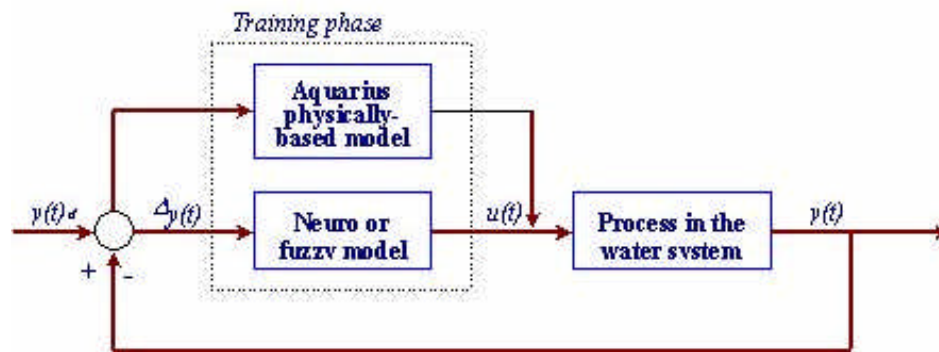 Training phase
Aquarius
physically-
based model
y(t)d
Δy(t)
Neuro or
fuzzy model
u(t)
Process in the
water system
y(t)
+ -